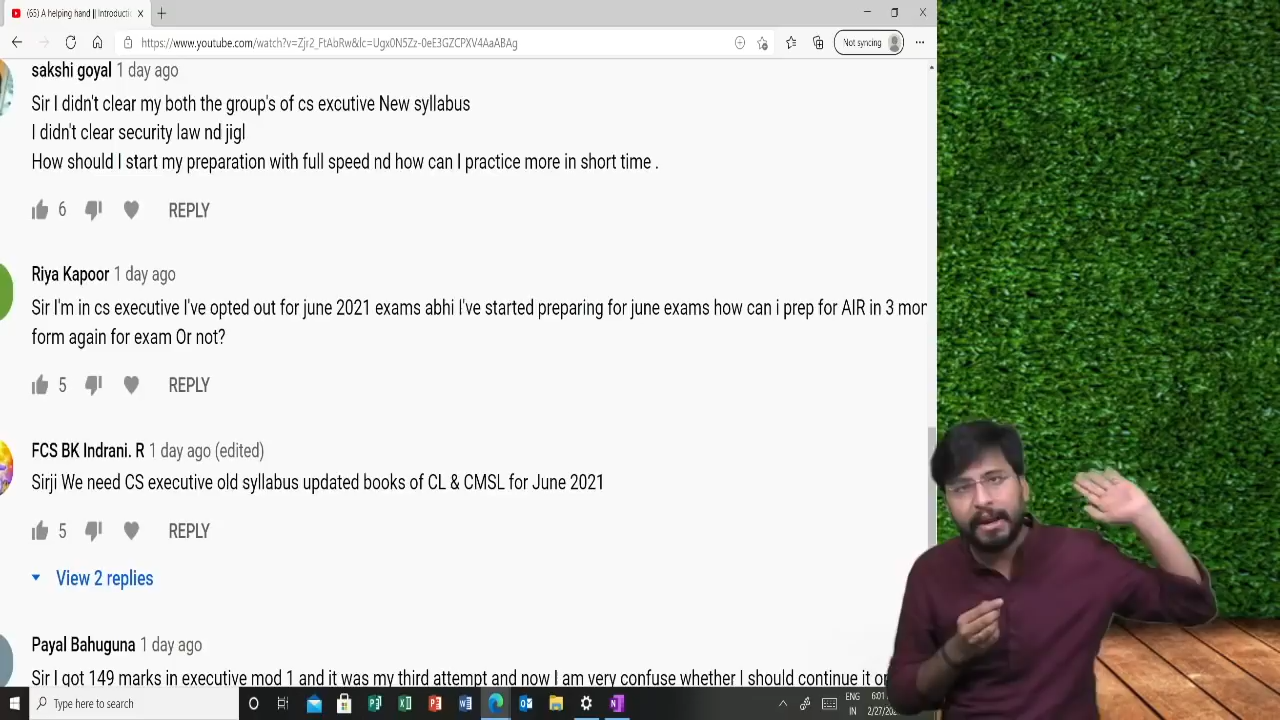 (65) A helping hand || Introducti
https://www.youtube.com/watch?v=Zjr2_FtAbRw&lc=Ugx0N5Zz-0eE3GZCPXV4AaABAg
Not syncing
sakshi goyal 1 day ago
Sir I didn't clear my both the group's of cs excutive New syllabus
I didn't clear security law nd jigl
How should I start my preparation with full speed nd how can I practice more in short time .
6 REPLY
Riya Kapoor 1 day ago
Sir I'm in cs executive I've opted out for june 2021 exams abhi I've started preparing for june exams how can i prep for AIR in 3 mon
form again for exam Or not?
5 REPLY
FCS BK Indrani. R 1 day ago (edited)
Sirji We need CS executive old syllabus updated books of CL & CMSL for June 2021
5 REPLY
View 2 replies
Payal Bahuguna 1 day ago
Sir I got 149 marks in executive mod 1 and it was my third attempt and now I am very confuse whether I should continue it or
Type here to search
ENG
IN
6:01
2/27/20